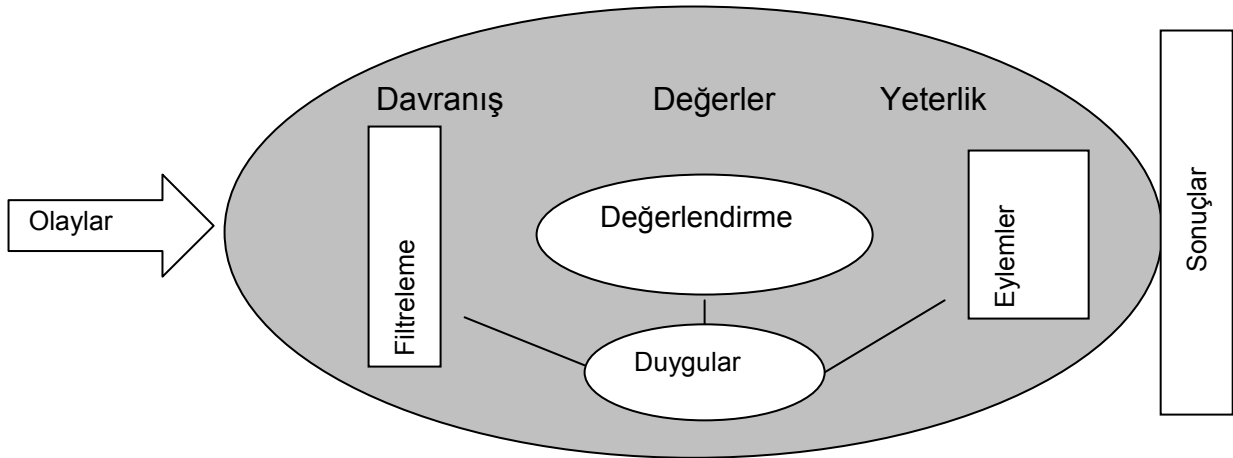 Davranış Değerler Yeterlik
Olaylar
Filtreleme
Değerlendirme
Duygular
Eylemler
Sonuçlar